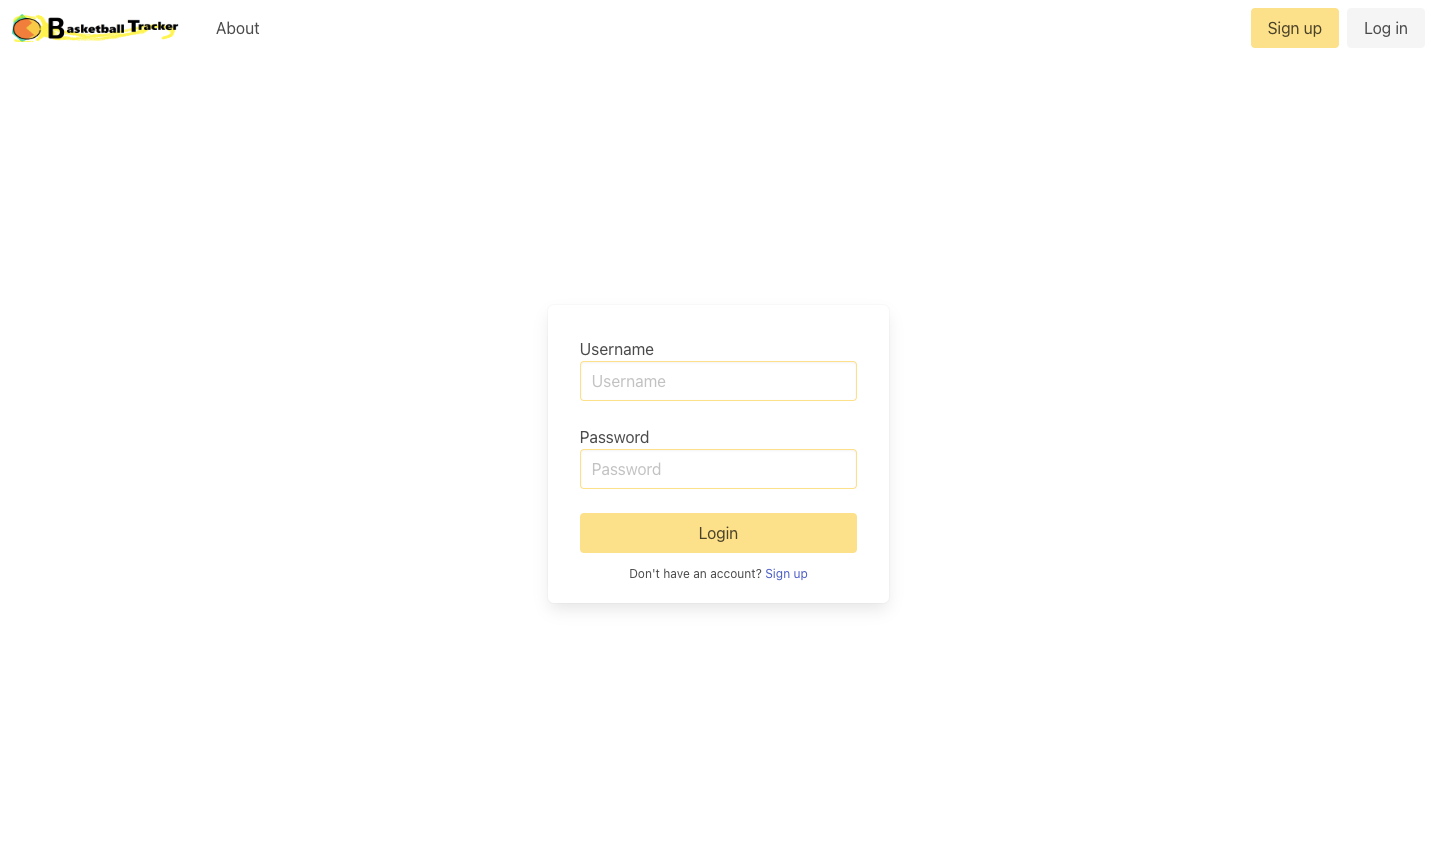 Basketball Tracker
About
Sign up
Log in
Username
Username
Password
Password
Login
Don't have an account? Sign up